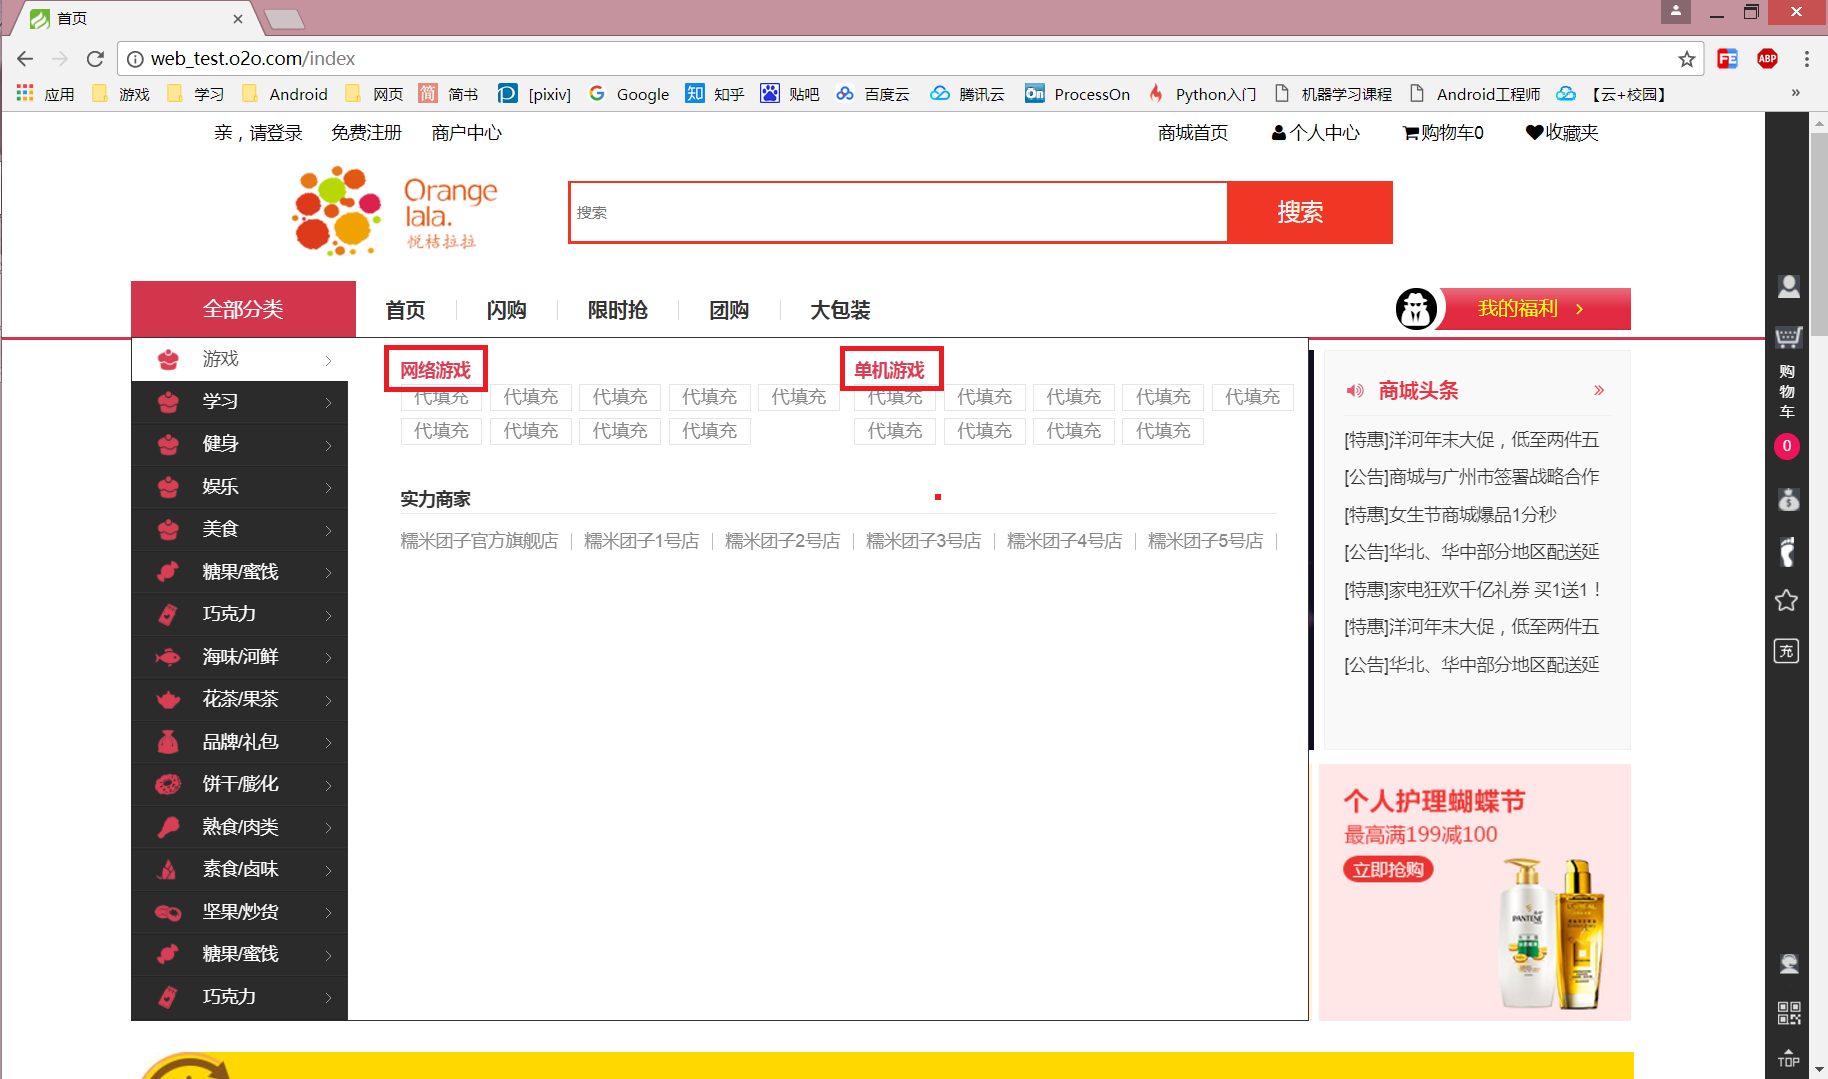 首页
web_test.o2o.com/index
应用 游戏 学习 Android 网页 简书 [pixiv] Google 知乎 贴吧 百度云 腾讯云 ProcessOn Python入门 机器学习课程 Android工程师 【云+校园】 »
亲，请登录 免费注册 商户中心 商城首页 个人中心 购物车0 收藏夹
Orange
lala.
悦桔拉拉
搜索 搜索
全部分类 首页 闪购 限时抢 团购 大包装 我的福利
游戏
学习
健身
娱乐
美食
糖果/蜜饯
巧克力
海味/河鲜
花茶/果茶
品牌/礼包
饼干/膨化
熟食/肉类
素食/卤味
坚果/炒货
糖果/蜜饯
巧克力
网络游戏
代填充 代填充 代填充 代填充 代填充
代填充 代填充 代填充 代填充
单机游戏
代填充 代填充 代填充 代填充 代填充
代填充 代填充 代填充 代填充
实力商家
糯米团子官方旗舰店 糯米团子1号店 糯米团子2号店 糯米团子3号店 糯米团子4号店 糯米团子5号店
商城头条
[特惠]洋河年末大促，低至两件五
[公告]商城与广州市签署战略合作
[特惠]女生节商城爆品1分秒
[公告]华北、华中部分地区配送延
[特惠]家电狂欢千亿礼券 买1送1！
[特惠]洋河年末大促，低至两件五
[公告]华北、华中部分地区配送延
个人护理蝴蝶节
最高满199减100
立即抢购
PANTENE
购
物
车
0
充
TOP